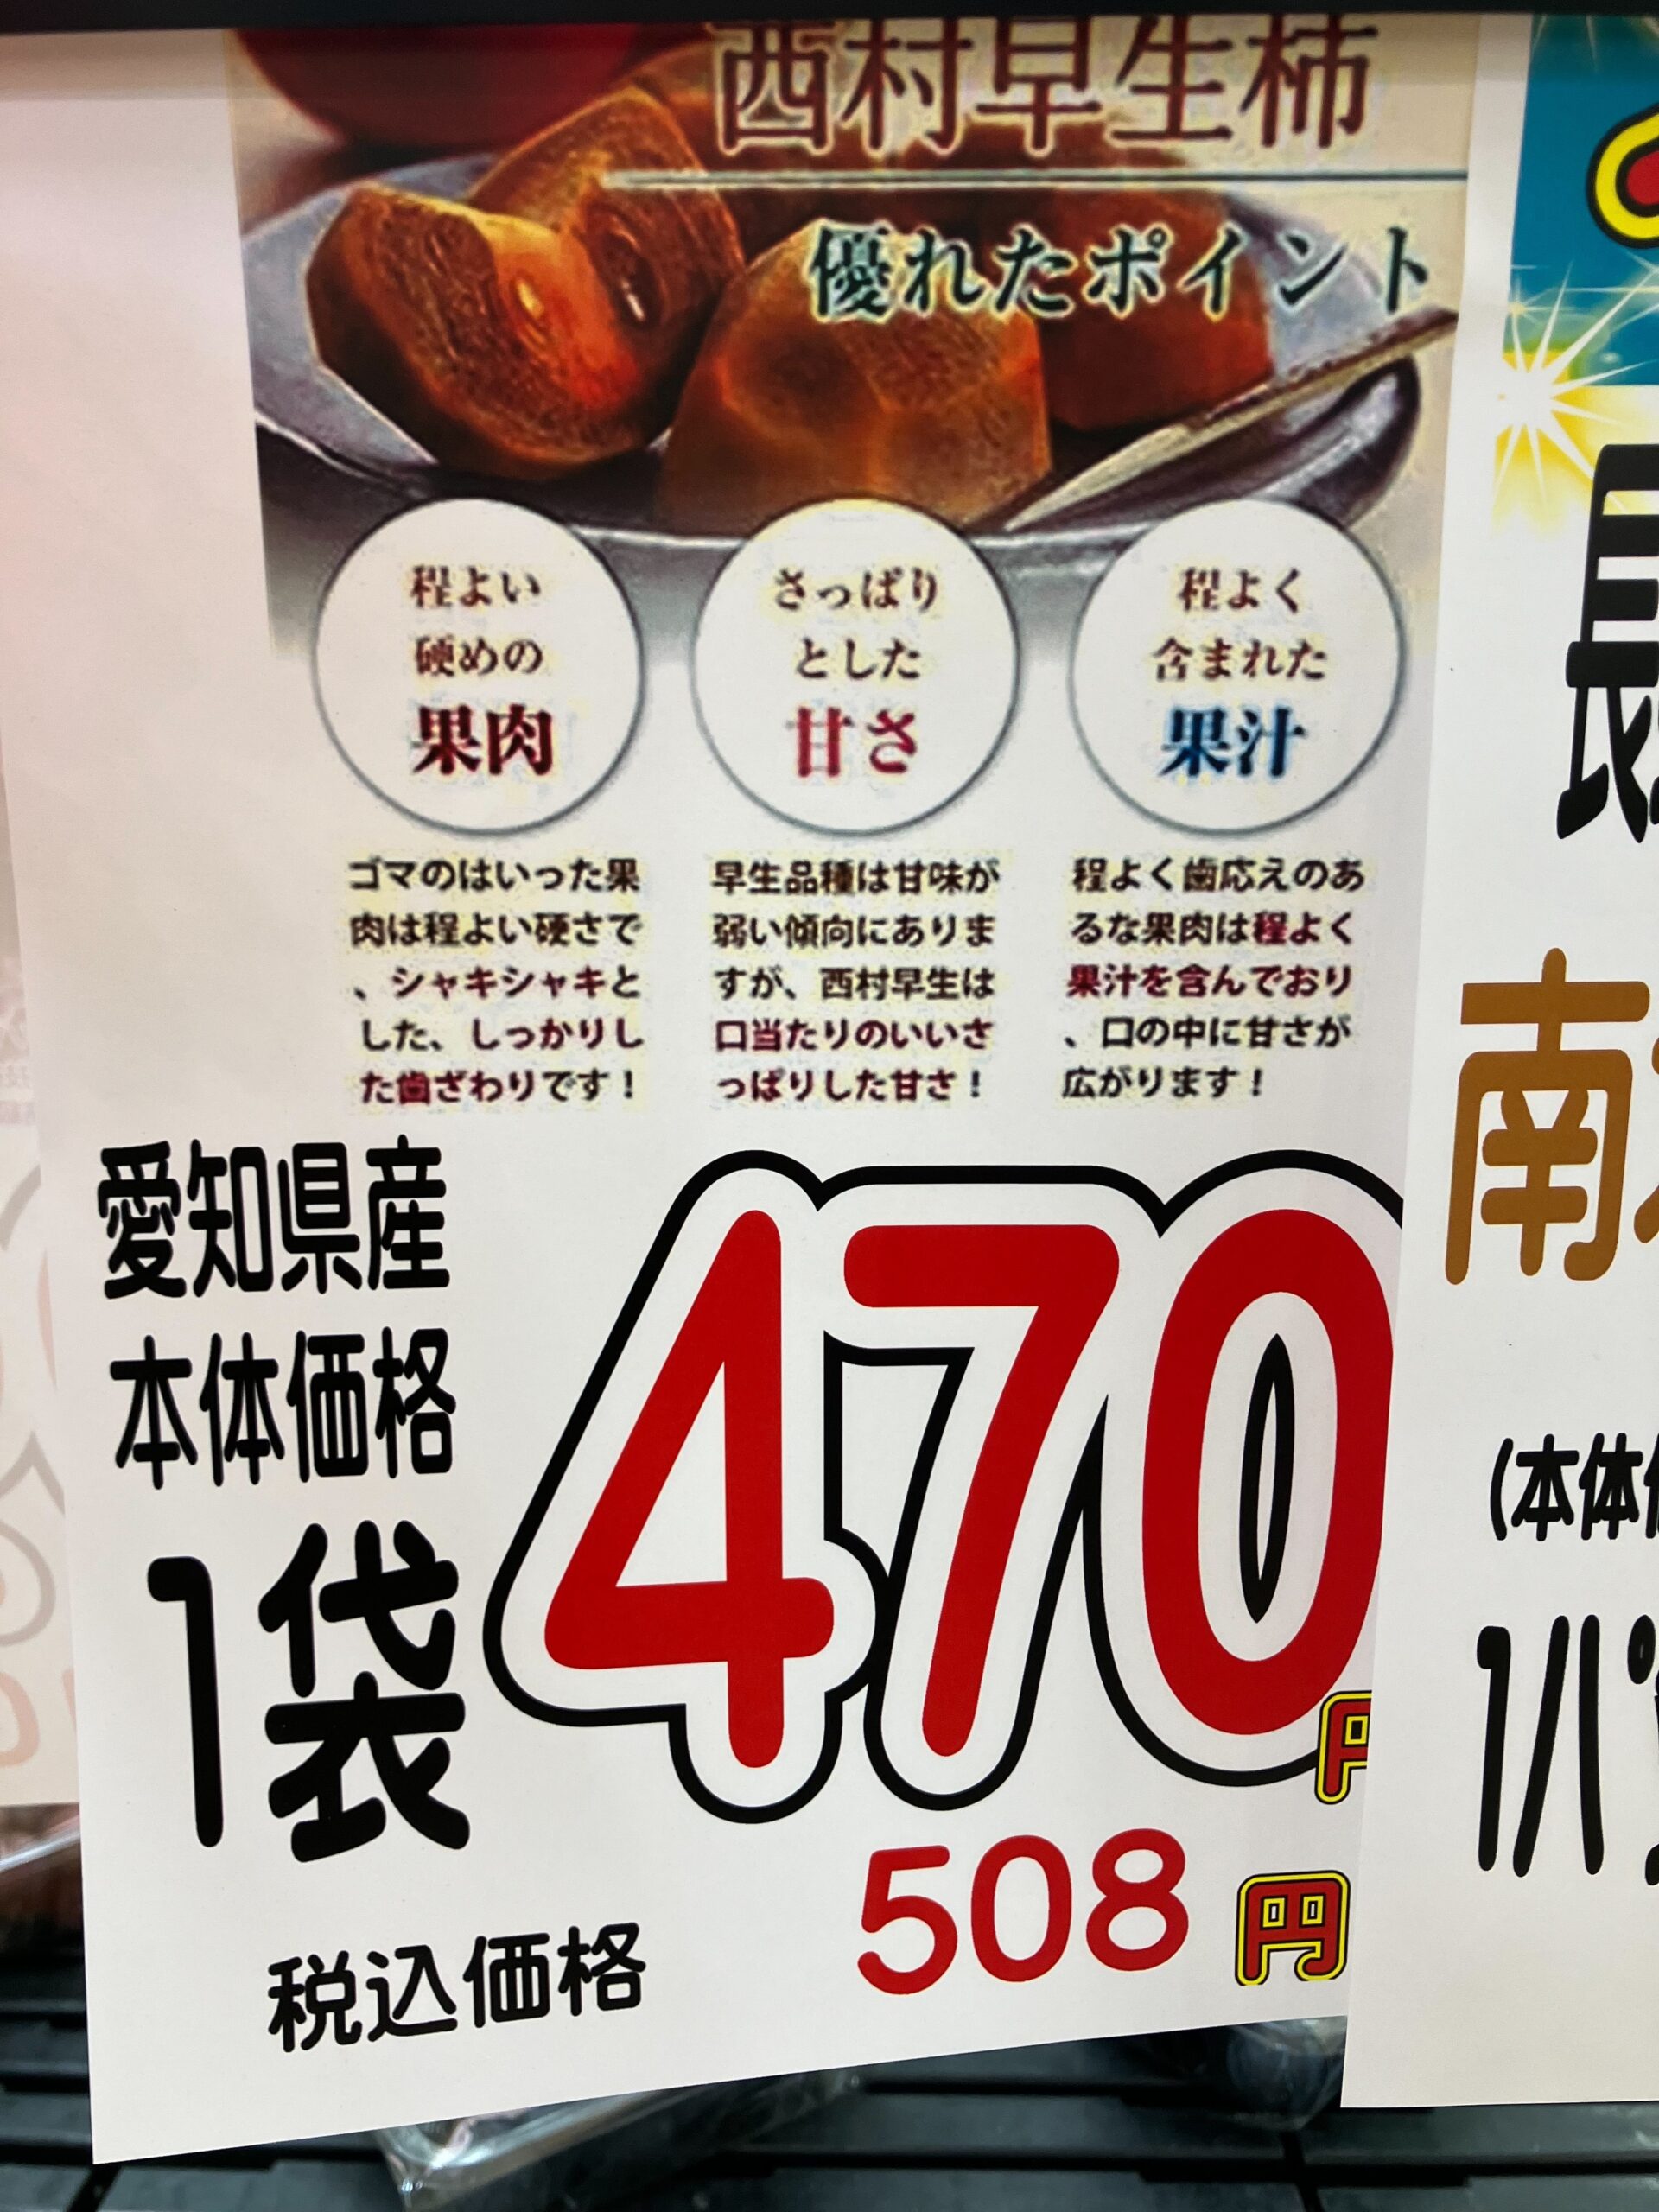 西村早生柿
優れたポイント
程よい
硬めの
果肉
さっぱり
とした
甘さ
程よく
含まれた
果汁
ゴマのはいった果
肉は程よい硬さで
、シャキシャキと
した、しっかりし
た歯ざわりです！
早生品種は甘味が
弱い傾向にありま
すが、西村早生は
口当たりのいいさ
っぱりした甘さ！
程よく歯応えのあ
るな果肉は程よく
果汁を含んでおり
、口の中に甘さが
広がります！
愛知県産
本体価格
1袋
470円
税込価格 508円
南
(本体
1パ